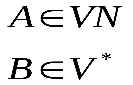 A ∈ VN
B ∈ V*